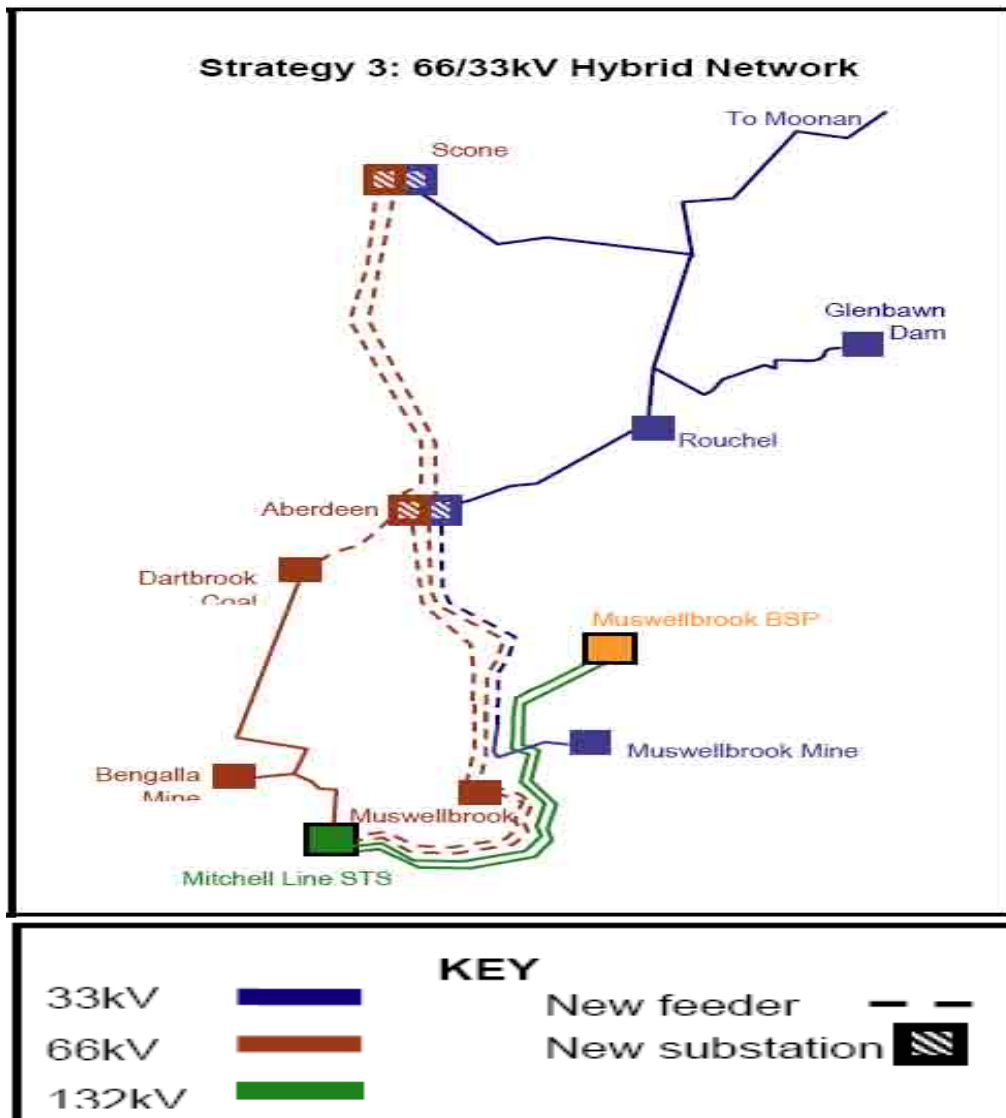 Strategy 3: 66/33kV Hybrid Network
To Moonan
Scone
Glenbawn
Dam
Rouchel
Aberdeen
Dartbrook
Coal
Muswellbrook BSP
Muswellbrook Mine
Bengalla
Mine
Muswellbrook
Mitchell Line STS
KEY
33kV
New feeder
66kV
New substation
132kV